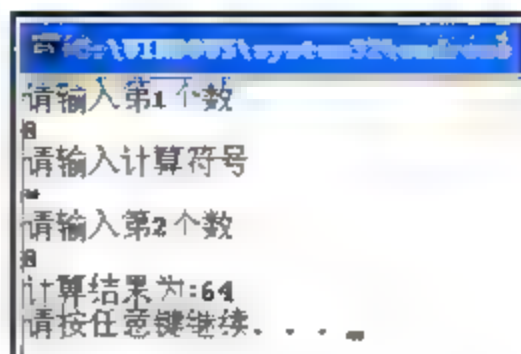 请输入第1个数
8
请输入计算符号
*
请输入第2个数
8
计算结果为:64
请按任意键继续. . .